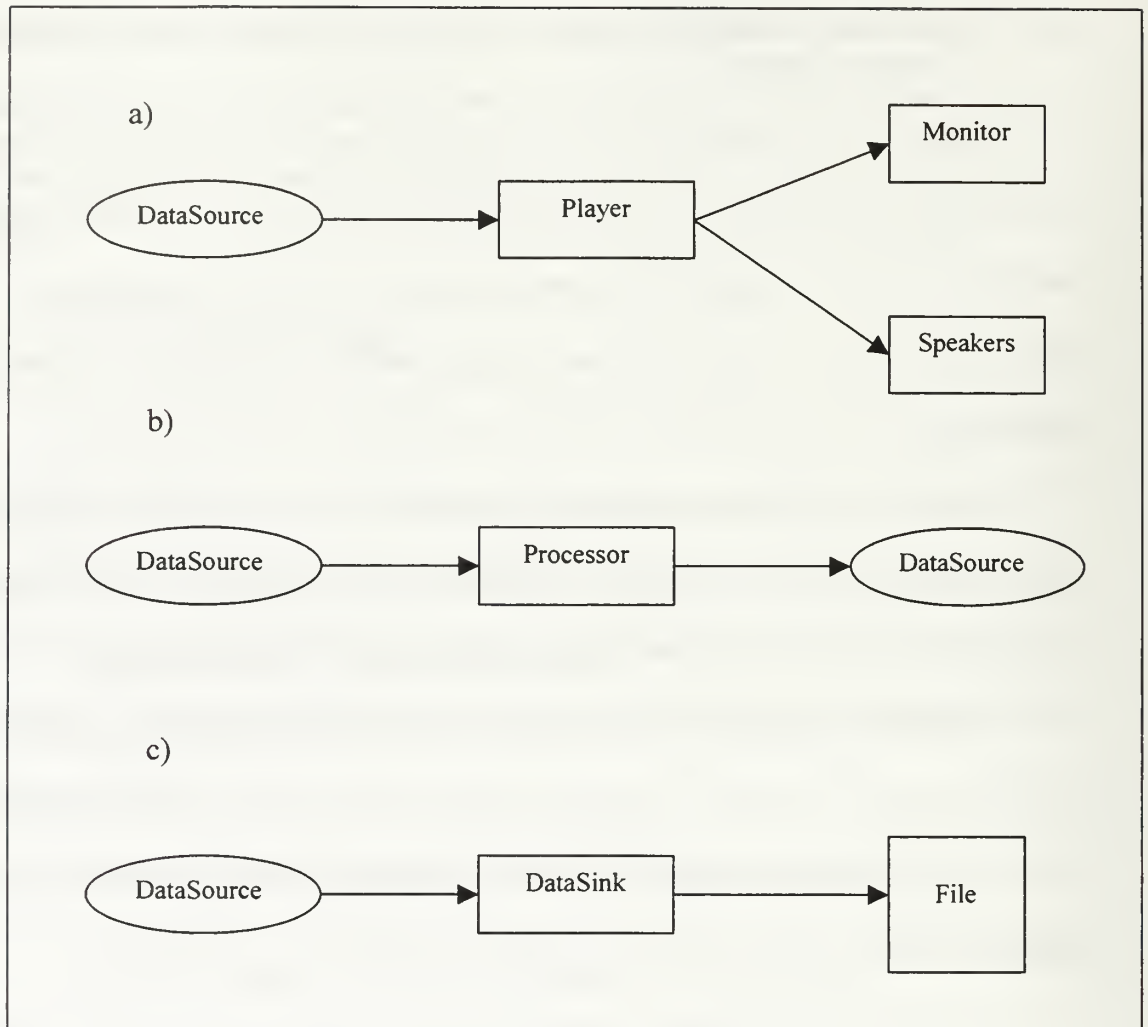 a)
Monitor
DataSource
Player
Speakers
b)
DataSource
Processor
DataSource
c)
DataSource
DataSink
File